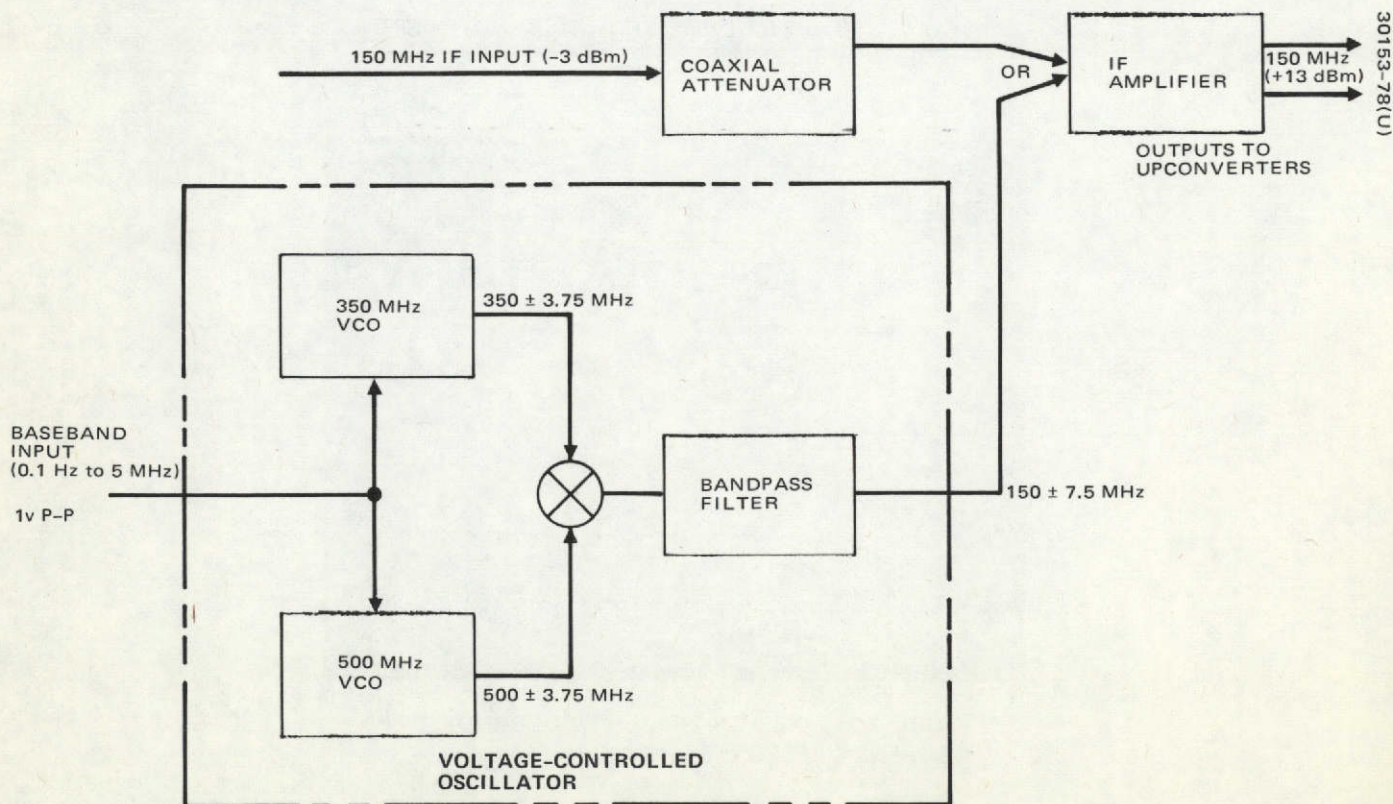 150 MHz IF INPUT (-3 dBm)
COAXIAL
ATTENUATOR
OR
IF
AMPLIFIER
150 MHz
(+13 dBm)
OUTPUTS TO
UPCONVERTERS
30153-78(U)
350 MHz
VCO
350 ± 3.75 MHz
BASEBAND
INPUT
(0.1 Hz to 5 MHz)
1v P-P
BANDPASS
FILTER
150 ± 7.5 MHz
500 MHz
VCO
500 ± 3.75 MHz
VOLTAGE-CONTROLLED
OSCILLATOR